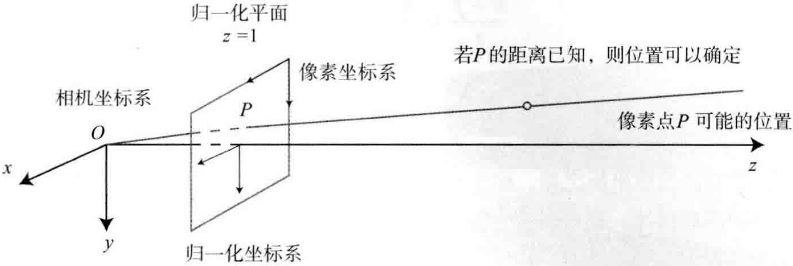 归一化平面
z=1
若P的距离已知，则位置可以确定
像素坐标系
相机坐标系
P
O
像素点P 可能的位置
x
z
y
归一化坐标系